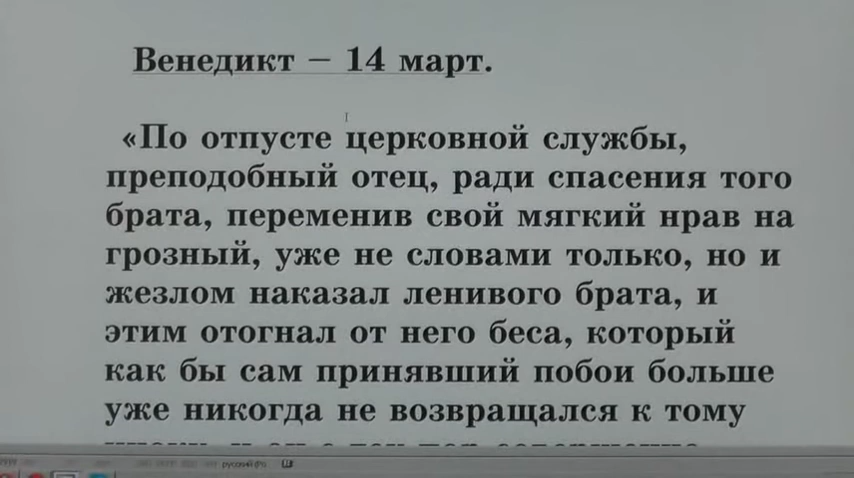 Венедикт – 14 март.
«По отпусте церковной службы,
преподобный отец, ради спасения того
брата, переменив свой мягкий нрав на
грозный, уже не словами только, но и
жезлом наказал ленивого брата, и
этим отогнал от него беса, который
как бы сам принявший побои больше
уже никогда не возвращался к тому
русский